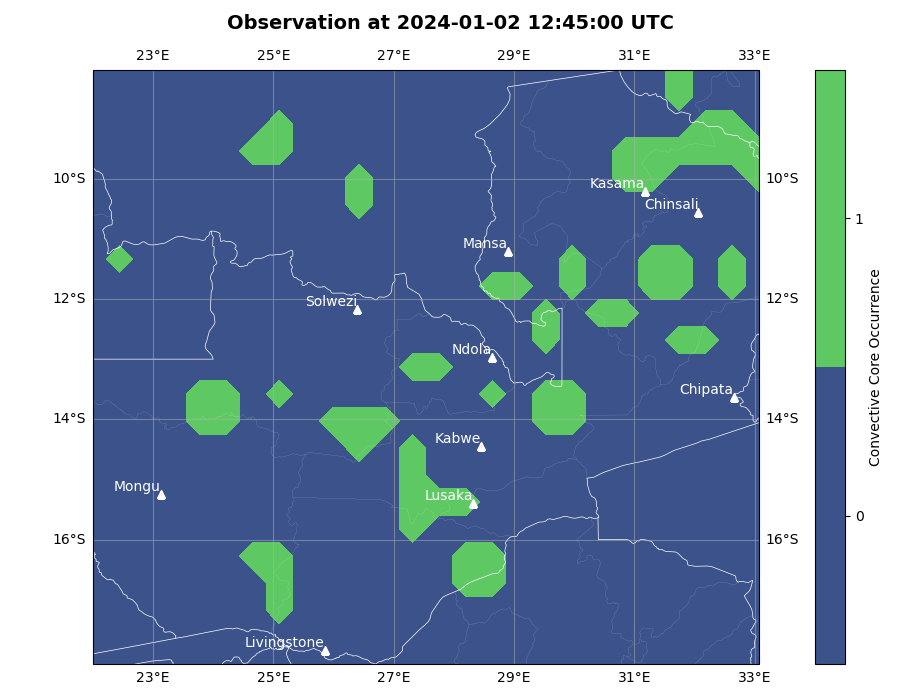 Observation at 2024-01-02 12:45:00 UTC
23°E 25°E 27°E 29°E 31°E 33°E
10°S 10°S
Kasama
Chinsali
Mansa
12°S 12°S
Solwezi
Ndola
Chipata
14°S 14°S
Kabwe
Mongu
Lusaka
16°S 16°S
Livingstone
23°E 25°E 27°E 29°E 31°E 33°E
1
0
Convective Core Occurrence